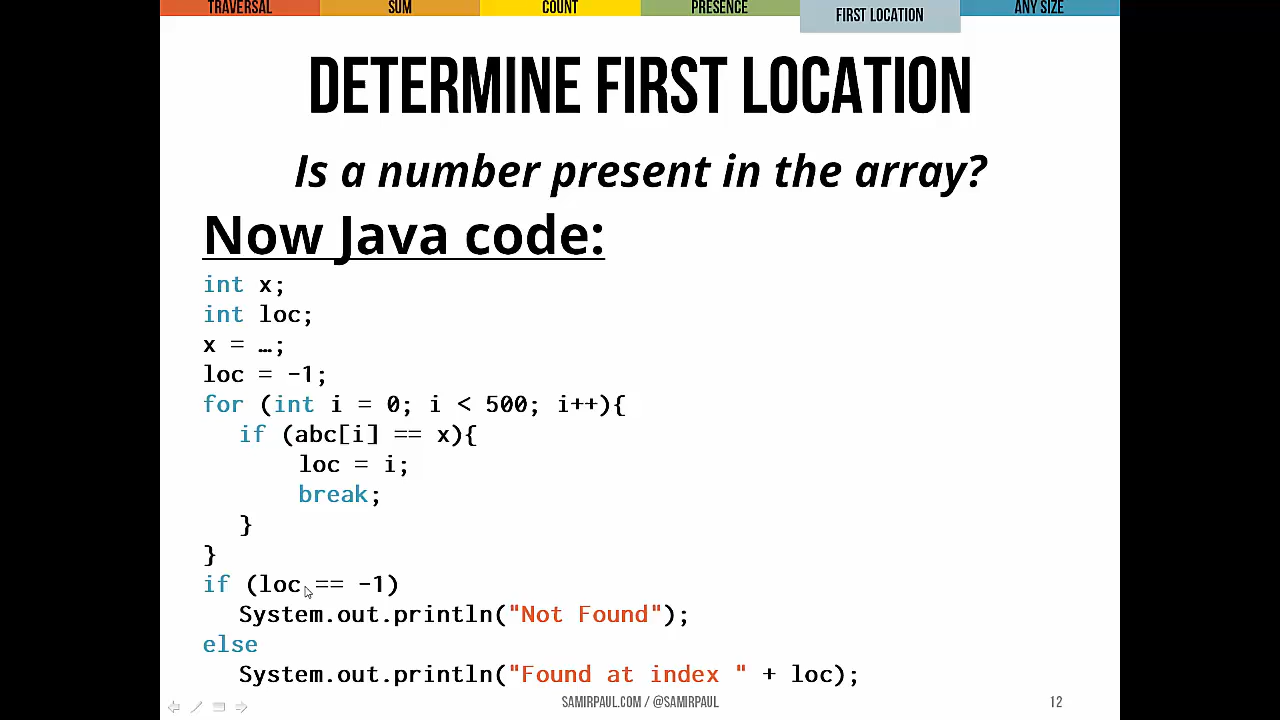 TRAVERSAL SUM COUNT PRESENCE FIRST LOCATION ANY SIZE
DETERMINE FIRST LOCATION
Is a number present in the array?
Now Java code:
int x;
int loc;
x = …;
loc = -1;
for (int i = 0; i < 500; i++){
if (abc[i] == x){
loc = i;
break;
}
}
if (loc == -1)
System.out.println("Not Found");
else
System.out.println("Found at index " + loc);
SAMIRPAUL.COM / @SAMIRPAUL 12